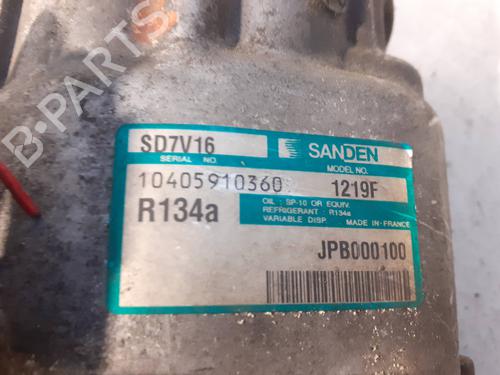 B-PARTS
SD7V16 SANDEN
SERIAL NO. MODEL NO.
10405910360 1219F
R134a
OIL : SP-10 OR EQUIV.
REFRIGERANT : R134a
VARIABLE DISP. MADE-IN-FRANCE
JPB000100